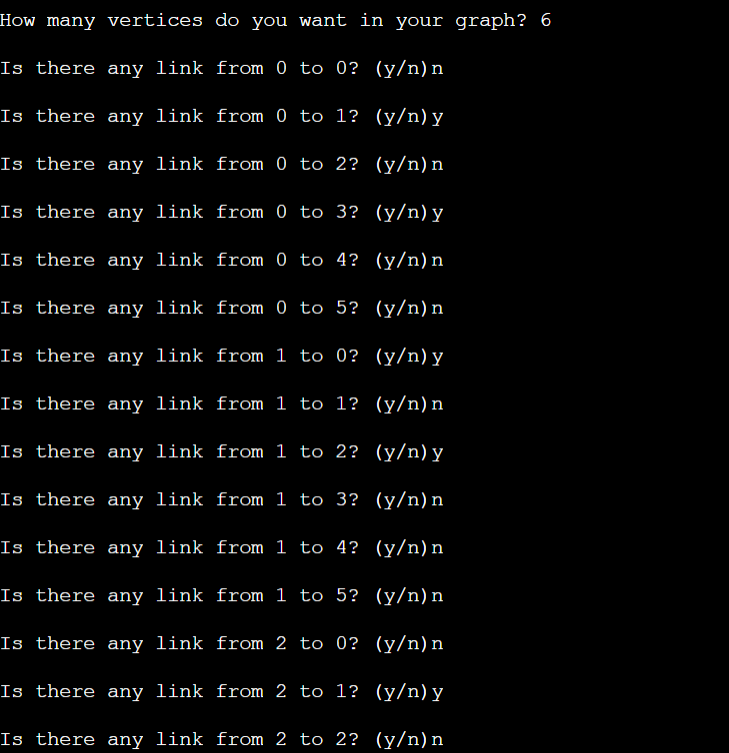 How many vertices do you want in your graph? 6
Is there any link from 0 to 0? (y/n)n
Is there any link from 0 to 1? (y/n)y
Is there any link from 0 to 2? (y/n)n
Is there any link from 0 to 3? (y/n)y
Is there any link from 0 to 4? (y/n)n
Is there any link from 0 to 5? (y/n)n
Is there any link from 1 to 0? (y/n)y
Is there any link from 1 to 1? (y/n)n
Is there any link from 1 to 2? (y/n)y
Is there any link from 1 to 3? (y/n)n
Is there any link from 1 to 4? (y/n)n
Is there any link from 1 to 5? (y/n)n
Is there any link from 2 to 0? (y/n)n
Is there any link from 2 to 1? (y/n)y
Is there any link from 2 to 2? (y/n)n